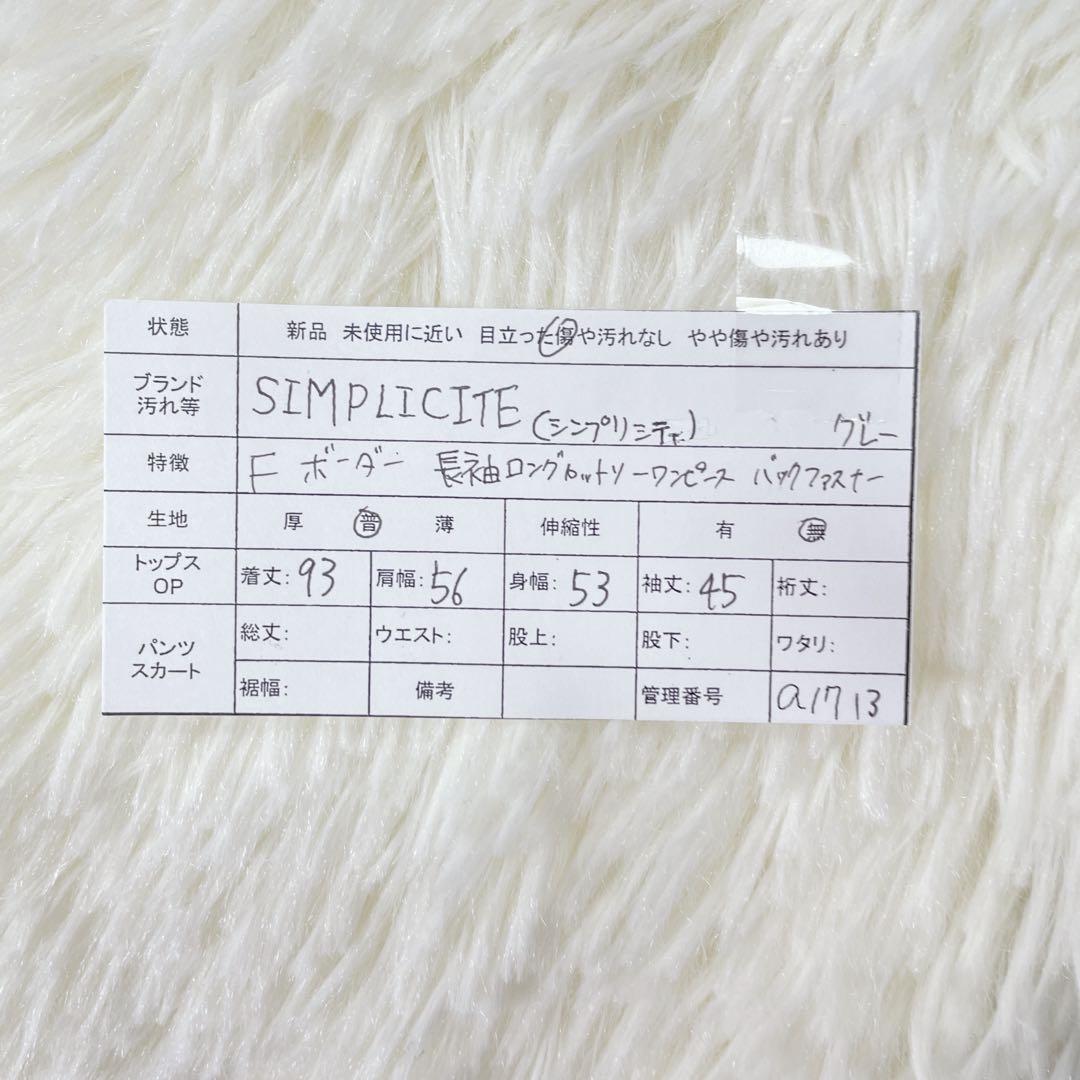 状態 新品 未使用に近い 目立った傷や汚れなし やや傷や汚れあり
ブランド
汚れ等
SIMPLICITE (シンプリシテェ) グレー
特徴 F ボーダー 長袖ロングカットソーワンピース バックファスナー
生地 厚 普 薄 伸縮性 有 無
トップス
OP
着丈: 93 肩幅: 56 身幅: 53 袖丈: 45 裄丈:
パンツ
スカート
総丈: ウエスト: 股上: 股下: ワタリ:
裾幅: 備考 管理番号 a1713